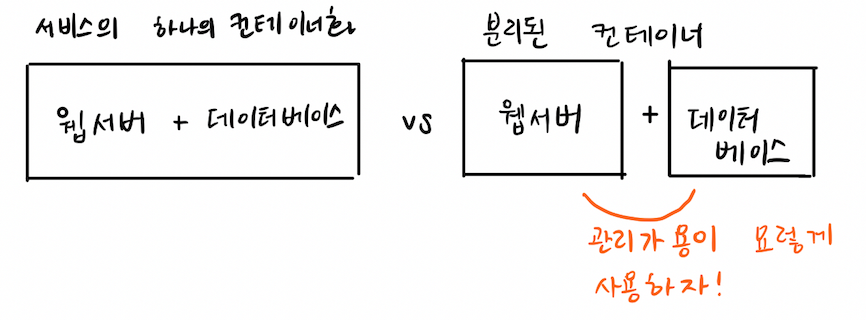 서비스의 하나의 컨테이너화
분리된 컨테이너
웹서버 + 데이터베이스
vs
웹서버
+
데이터
베이스
관리가 용이 요렇게
사용하자!